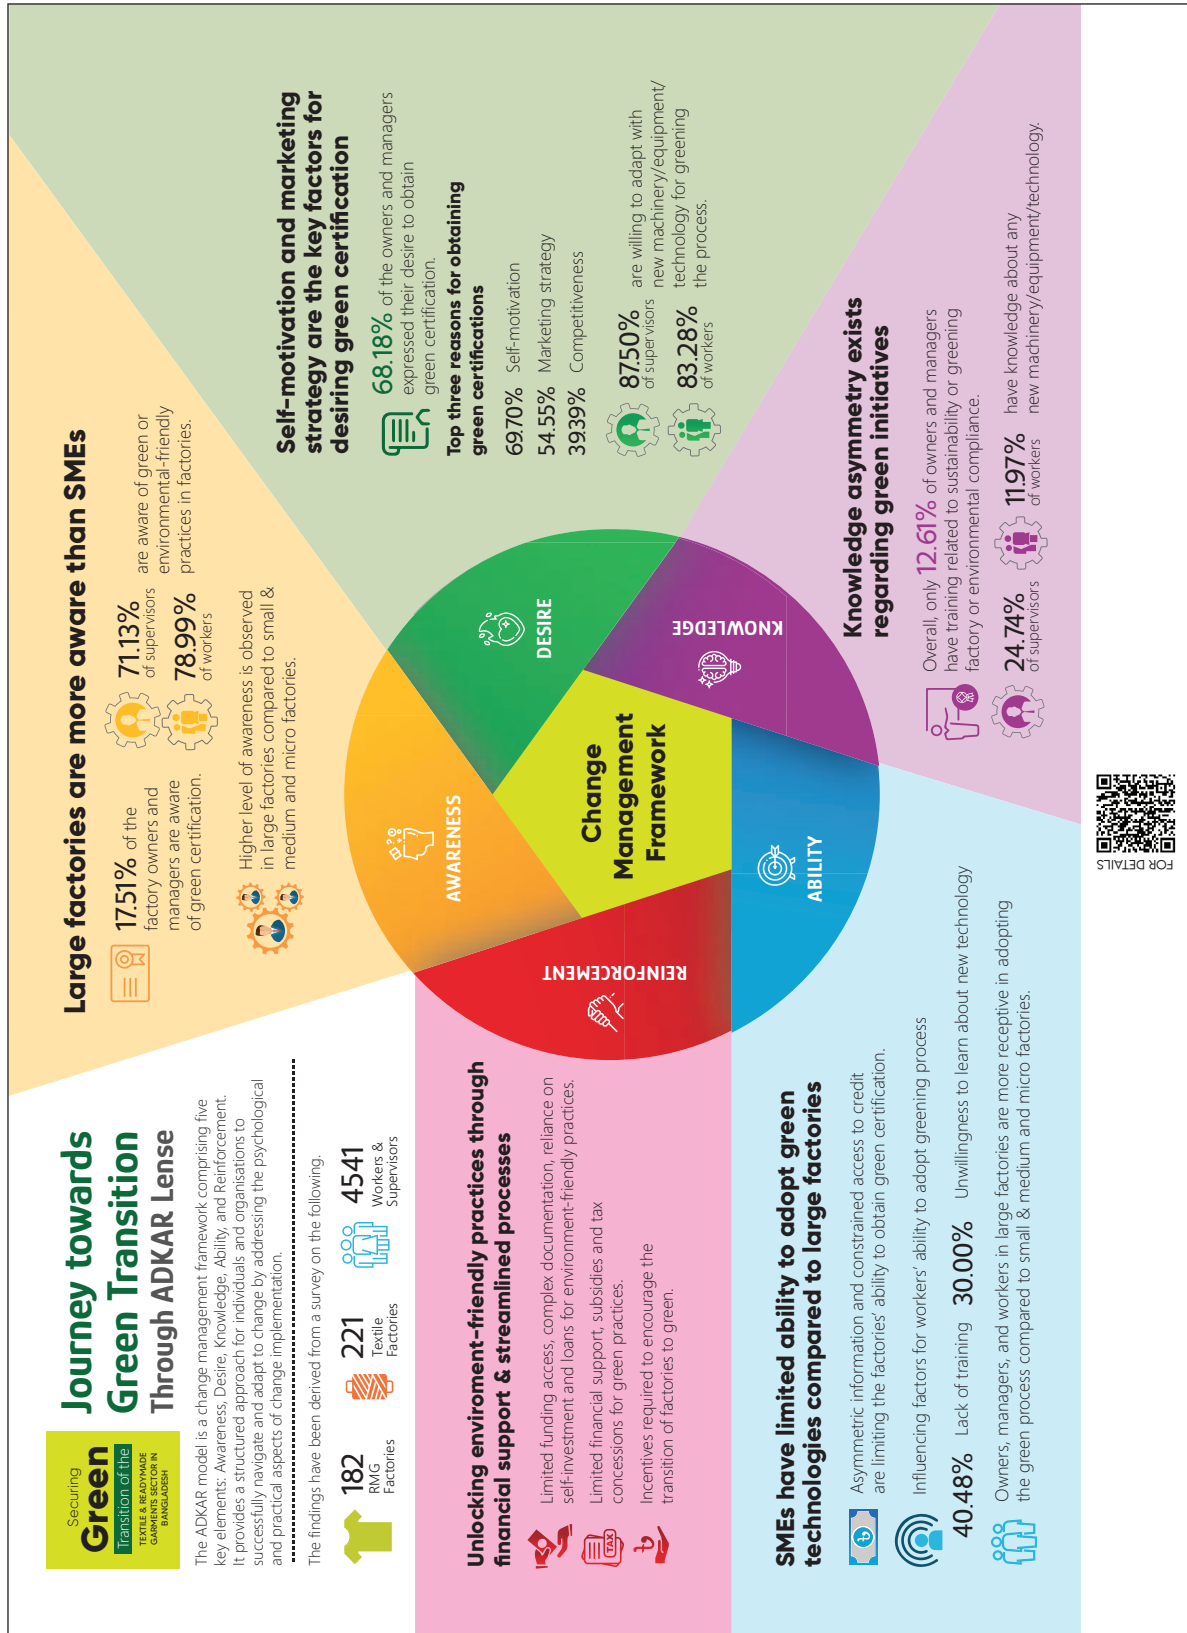 Securing
Green
Transition of the
TEXTILE & READYMADE
GARMENTS SECTOR IN
BANGLADESH
Journey towards
Green Transition
Through ADKAR Lense
The ADKAR model is a change management framework comprising five
key elements: Awareness, Desire, Knowledge, Ability, and Reinforcement.
It provides a structured approach for individuals and organisations to
successfully navigate and adapt to change by addressing the psychological
and practical aspects of change implementation.
The findings have been derived from a survey on the following.
182
RMG
Factories
221
Textile
Factories
4541
Workers &
Supervisors
Large factories are more aware than SMEs
17.51% of the
factory owners and
managers are aware
of green certification.
71.13%
of supervisors
78.99%
of workers
are aware of green or
environmental-friendly
practices in factories.
Higher level of awareness is observed
in large factories compared to small &
medium and micro factories.
Self-motivation and marketing
strategy are the key factors for
desiring green certification
68.18% of the owners and managers
expressed their desire to obtain
green certification.
Top three reasons for obtaining
green certifications
69.70% Self-motivation
54.55% Marketing strategy
39.39% Competitiveness
87.50%
of supervisors
83.28%
of workers
are willing to adapt with
new machinery/equipment/
technology for greening
the process.
Knowledge asymmetry exists
regarding green initiatives
Overall, only 12.61% of owners and managers
have training related to sustainability or greening
factory or environmental compliance.
24.74%
of supervisors
11.97%
of workers
have knowledge about any
new machinery/equipment/technology.
AWARENESS
DESIRE
KNOWLEDGE
ABILITY
REINFORCEMENT
Change
Management
Framework
Unlocking enviroment-friendly practices through
financial support & streamlined processes
Limited funding access, complex documentation, reliance on
self-investment and loans for environment-friendly practices.
TAX
Limited financial support, subsidies and tax
concessions for green practices.
৳
Incentives required to encourage the
transition of factories to green.
SMEs have limited ability to adopt green
technologies compared to large factories
৳
Asymmetric information and constrained access to credit
are limiting the factories' ability to obtain green certification.
Influencing factors for workers' ability to adopt greening process
40.48% Lack of training 30.00% Unwillingness to learn about new technology
Owners, managers, and workers in large factories are more receptive in adopting
the green process compared to small & medium and micro factories.
FOR DETAILS